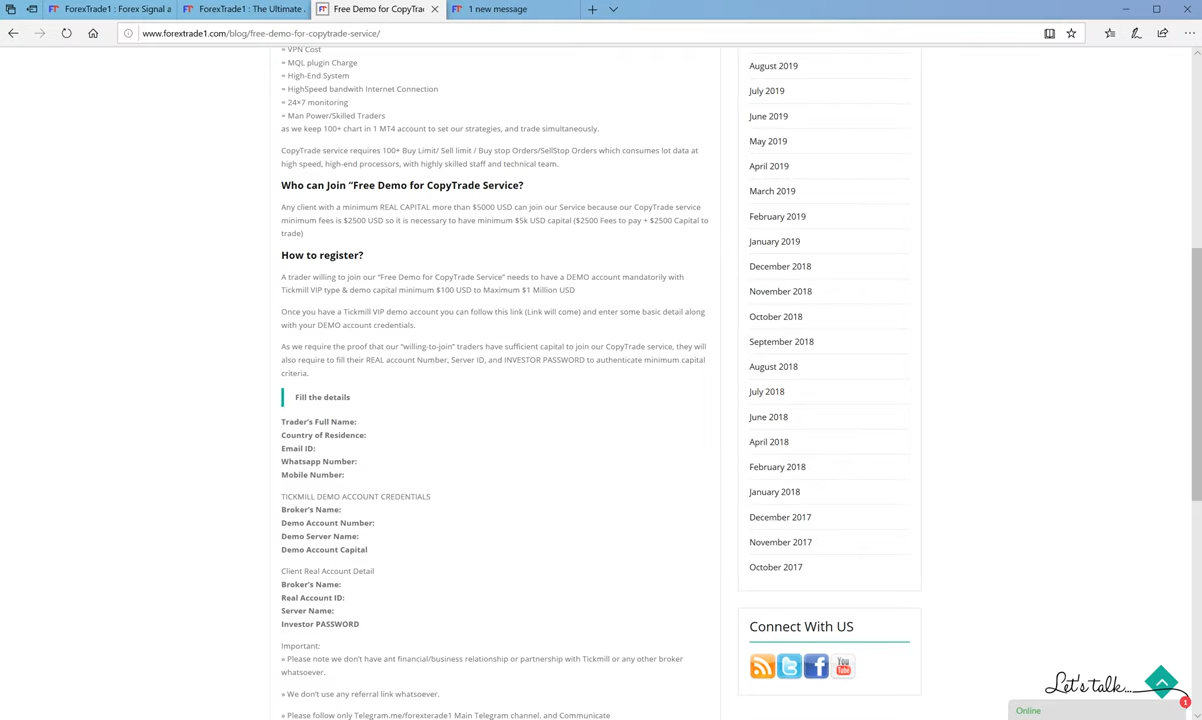 ForexTrade1 : Forex Signal a
ForexTrade1 : The Ultimate
Free Demo for CopyTrac
1 new message
www.forextrade1.com/blog/free-demo-for-copytrade-service/
= VPN Cost
= MQL plugin Charge
= High-End System
= HighSpeed bandwith Internet Connection
= 24×7 monitoring
= Man Power/Skilled Traders
as we keep 100+ chart in 1 MT4 account to set our strategies, and trade simultaneously.
CopyTrade service requires 100+ Buy Limit/ Sell limit / Buy stop Orders/SellStop Orders which consumes lot data at
high speed, high-end processors, with highly skilled staff and technical team.
Who can Join “Free Demo for CopyTrade Service?
Any client with a minimum REAL CAPITAL more than $5000 USD can join our Service because our CopyTrade service
minimum fees is $2500 USD so it is necessary to have minimum $5k USD capital ($2500 Fees to pay + $2500 Capital to
trade)
How to register?
A trader willing to join our “Free Demo for CopyTrade Service” needs to have a DEMO account mandatorily with
Tickmill VIP type & demo capital minimum $100 USD to Maximum $1 Million USD
Once you have a Tickmill VIP demo account you can follow this link (Link will come) and enter some basic detail along
with your DEMO account credentials.
As we require the proof that our “willing-to-join” traders have sufficient capital to join our CopyTrade service, they will
also require to fill their REAL account Number, Server ID, and INVESTOR PASSWORD to authenticate minimum capital
criteria.
Fill the details
Trader's Full Name:
Country of Residence:
Email ID:
Whatsapp Number:
Mobile Number:
TICKMILL DEMO ACCOUNT CREDENTIALS
Broker's Name:
Demo Account Number:
Demo Server Name:
Demo Account Capital
Client Real Account Detail
Broker's Name:
Real Account ID:
Server Name:
Investor PASSWORD
Important:
» Please note we don't have ant financial/business relationship or partnership with Tickmill or any other broker
whatsoever.
» We don't use any referral link whatsoever.
» Please follow only Telegram.me/forexterade1 Main Telegram channel. and Communicate
August 2019
July 2019
June 2019
May 2019
April 2019
March 2019
February 2019
January 2019
December 2018
November 2018
October 2018
September 2018
August 2018
July 2018
June 2018
April 2018
February 2018
January 2018
December 2017
November 2017
October 2017
Connect With US
You
Tube
Let's talk...
1
Online